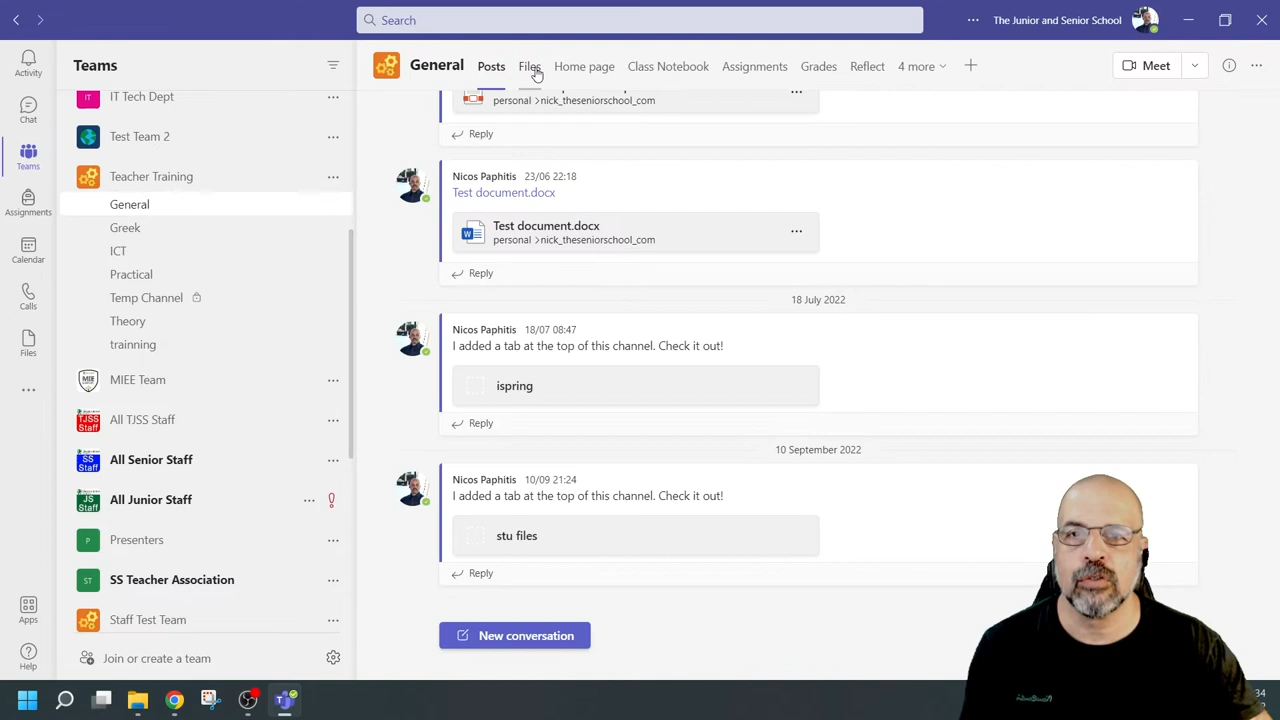 Search
The Junior and Senior School
Activity
Chat
Teams
Assignments
Calendar
Calls
Files
Apps
Help
Teams
IT Tech Dept
Test Team 2
Teacher Training
General
Greek
ICT
Practical
Temp Channel
Theory
trainning
MIEE Team
All TJSS Staff
All Senior Staff
All Junior Staff
P Presenters
ST SS Teacher Association
Staff Test Team
Join or create a team
General Posts Files Home page Class Notebook Assignments Grades Reflect 4 more
Meet
personal >nick_theseniorschool_com
Reply
Nicos Paphitis 23/06 22:18
Test document.docx
Test document.docx
personal >nick_theseniorschool_com
Reply
18 July 2022
Nicos Paphitis 18/07 08:47
I added a tab at the top of this channel. Check it out!
ispring
Reply
10 September 2022
Nicos Paphitis 10/09 21:24
I added a tab at the top of this channel. Check it out!
stu files
Reply
New conversation